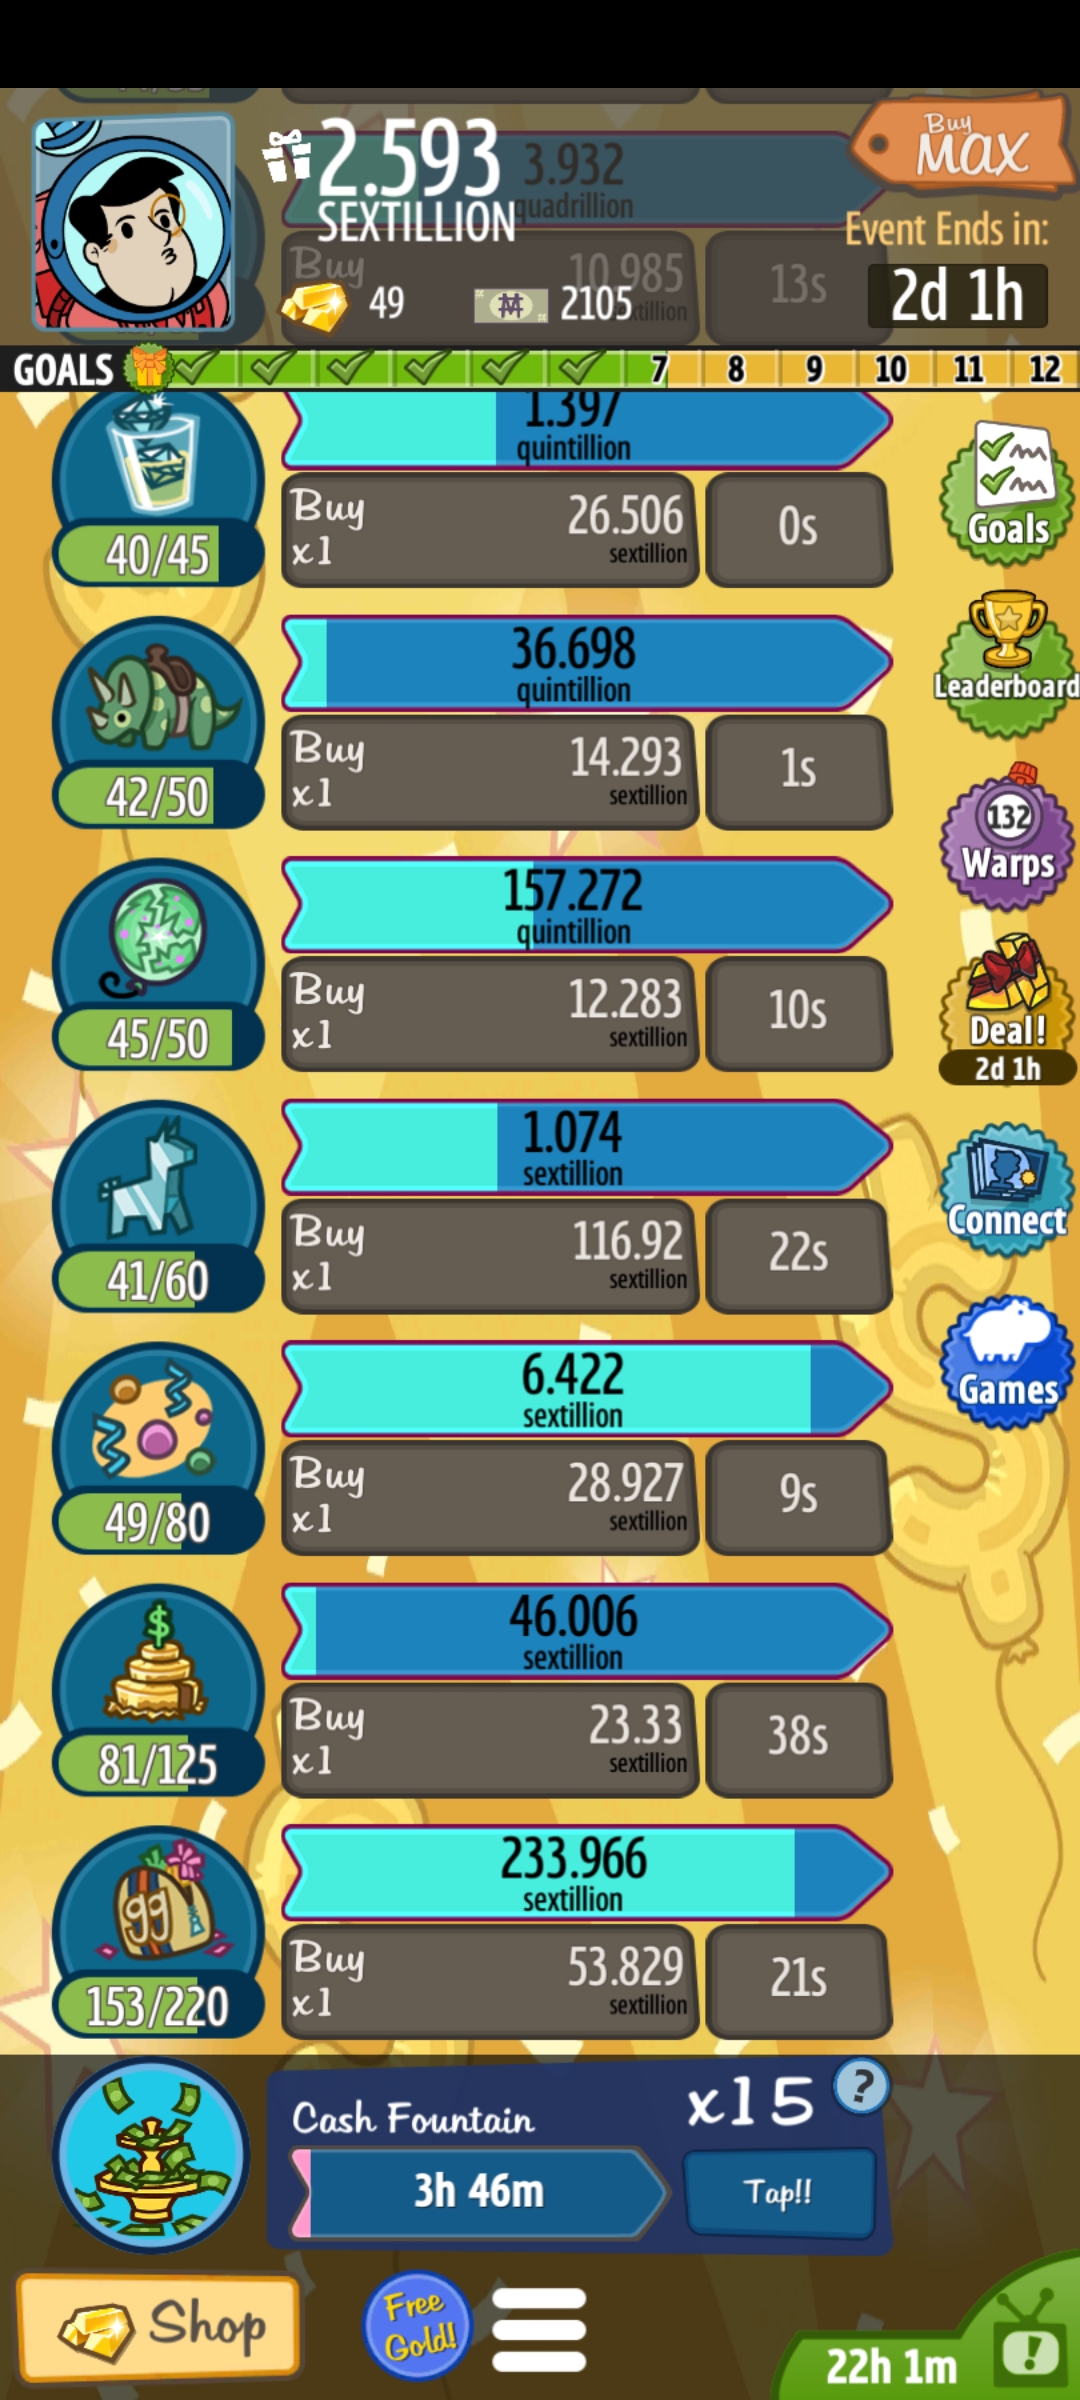 2.593
SEXTILLION
3.932
quadrillion
Buy
MAX
Event Ends in:
2d 1h
Buy
10.985
13s
49
2105
GOALS
7 8 9 10 11 12
1.397
quintillion
40/45
Buy
x1
26.506
sextillion
0s
Goals
36.698
quintillion
42/50
Buy
x1
14.293
sextillion
1s
Leaderboard
132
Warps
157.272
quintillion
45/50
Buy
x1
12.283
sextillion
10s
Deal!
2d 1h
1.074
sextillion
41/60
Buy
x1
116.92
sextillion
22s
Connect
6.422
sextillion
49/80
Buy
x1
28.927
sextillion
9s
Games
$
46.006
sextillion
81/125
Buy
x1
23.33
sextillion
38s
233.966
sextillion
99
153/220
Buy
x1
53.829
sextillion
21s
Cash Fountain
x15
?
3h 46m
Tap!!
Shop
Free
Gold!
22h 1m
!